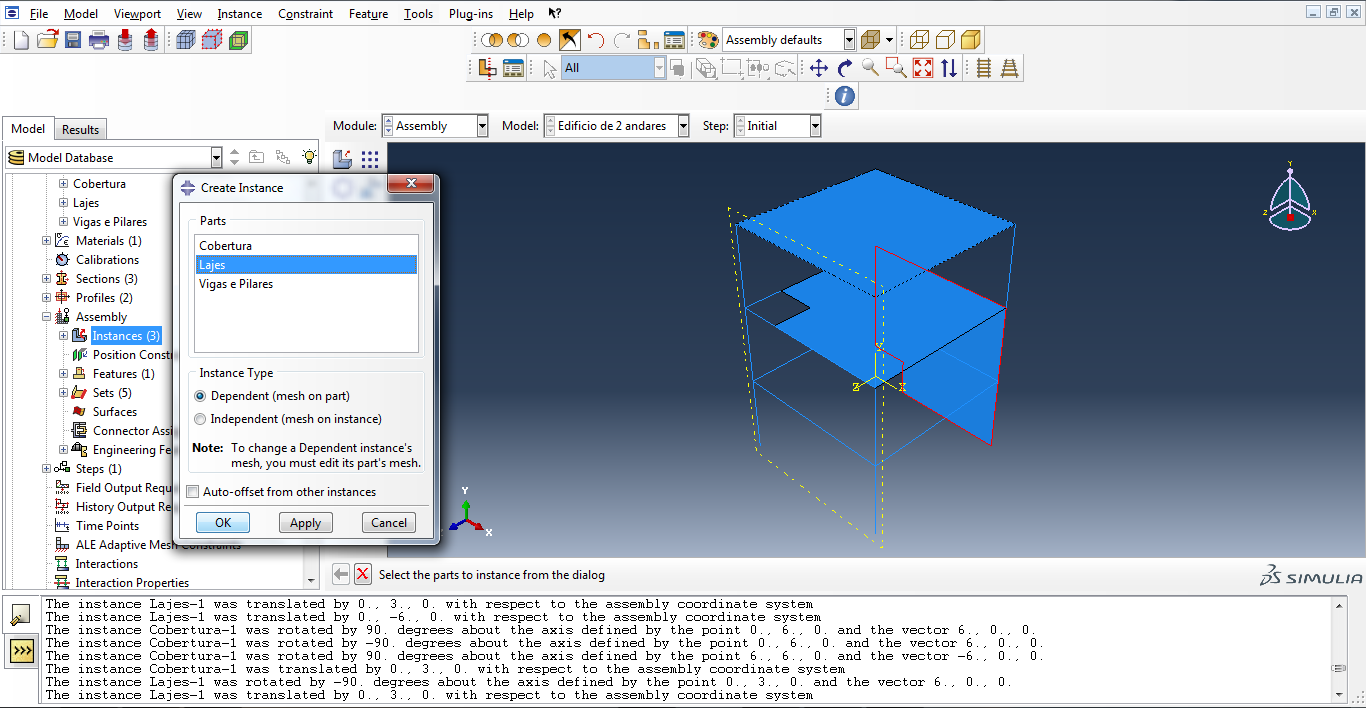 File Model Viewport View Instance Constraint Feature Tools Plug-ins Help ?
Assembly defaults
All
Model Results
Module: Assembly Model: Edificio de 2 andares Step: Initial
Model Database
Cobertura
Lajes
Vigas e Pilares
Materials (1)
Calibrations
Sections (3)
Profiles (2)
Assembly
Instances (3)
Position Constr
Features (1)
Sets (5)
Surfaces
Connector Assi
Engineering Fe
Steps (1)
Field Output Requ
History Output Re
Time Points
ALE Adaptive Mesh Constraints
Interactions
Interaction Properties
Create Instance
Parts
Cobertura
Lajes
Vigas e Pilares
Instance Type
Dependent (mesh on part)
Independent (mesh on instance)
Note: To change a Dependent instance's
mesh, you must edit its part's mesh.
Auto-offset from other instances
OK Apply Cancel
Y
Z X
Y
Z X
Y
X
Select the parts to instance from the dialog
SIMULIA
The instance Lajes-1 was translated by 0., 3., 0. with respect to the assembly coordinate system
The instance Lajes-1 was translated by 0., -6., 0. with respect to the assembly coordinate system
The instance Cobertura-1 was rotated by 90. degrees about the axis defined by the point 0., 6., 0. and the vector 6., 0., 0.
The instance Cobertura-1 was rotated by -90. degrees about the axis defined by the point 0., 6., 0. and the vector 6., 0., 0.
The instance Cobertura-1 was rotated by 90. degrees about the axis defined by the point 6., 6., 0. and the vector -6., 0., 0.
The instance Cobertura-1 was translated by 0., 3., 0. with respect to the assembly coordinate system
The instance Lajes-1 was rotated by -90. degrees about the axis defined by the point 0., 3., 0. and the vector 6., 0., 0.
The instance Lajes-1 was translated by 0., 3., 0. with respect to the assembly coordinate system